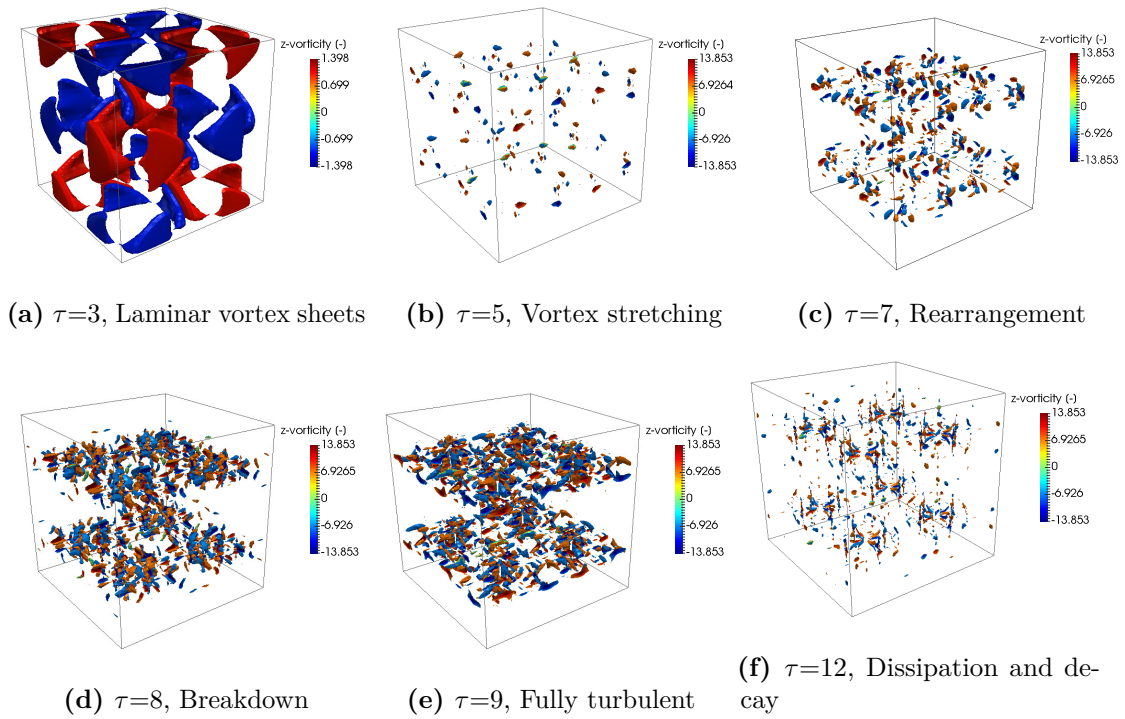 z-vorticity (-)
1.398
0.699
0
-0.699
-1.398
z-vorticity (-)
13.853
6.9264
0
-6.926
-13.853
z-vorticity (-)
13.853
6.9265
0
-6.926
-13.853
(a) τ=3, Laminar vortex sheets
(b) τ=5, Vortex stretching
(c) τ=7, Rearrangement
z-vorticity (-)
13.853
6.9265
0
-6.926
-13.853
z-vorticity (-)
13.853
6.9265
0
-6.926
-13.853
z-vorticity (-)
13.853
6.9265
0
-6.926
-13.853
(d) τ=8, Breakdown
(e) τ=9, Fully turbulent
(f) τ=12, Dissipation and de-
cay